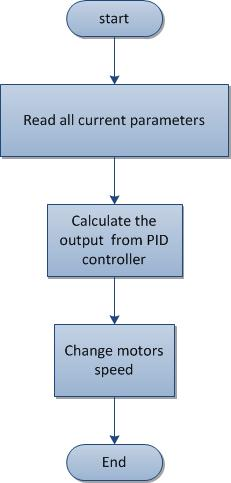 start
Read all current parameters
Calculate the
output from PID
controller
Change motors
speed
End